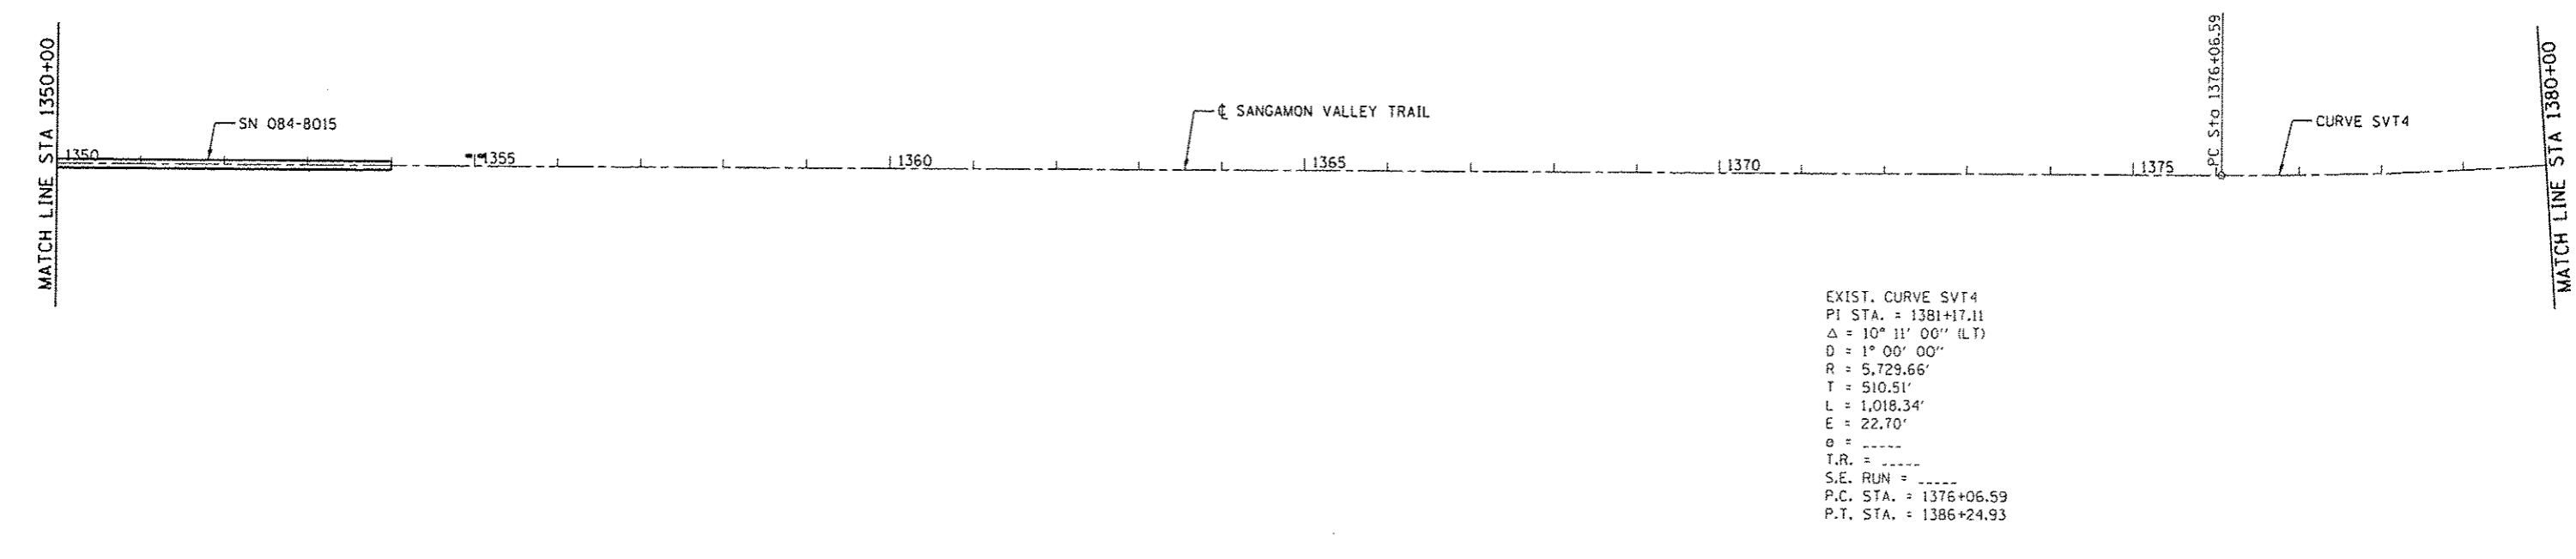 MATCH LINE STA 1350+00
SN 084-8015
℄ SANGAMON VALLEY TRAIL
PC Sta 1376+06.59
CURVE SVT4
MATCH LINE STA 1380+00
1350
1355
1360
1365
1370
1375
EXIST. CURVE SVT4
PI STA. = 1381+17.11
Δ = 10° 11' 00'' (LT)
D = 1° 00' 00''
R = 5,729.66'
T = 510.51'
L = 1,018.34'
E = 22.70'
e = _____
T.R. = _____
S.E. RUN = _____
P.C. STA. = 1376+06.59
P.T. STA. = 1386+24.93